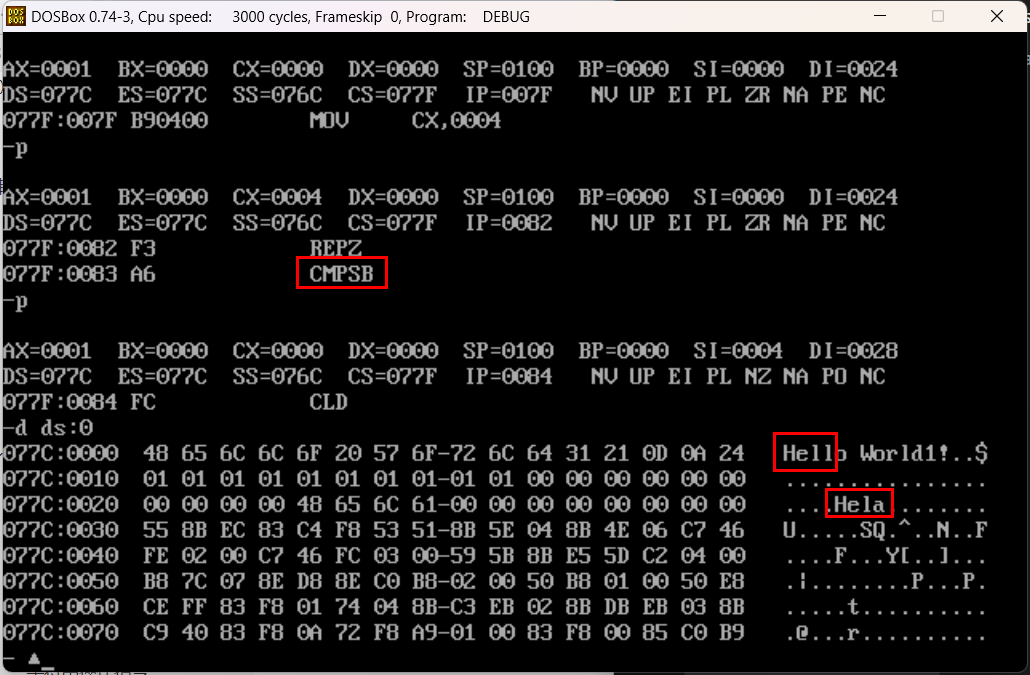 DOSBox 0.74-3, Cpu speed: 3000 cycles, Frameskip 0, Program: DEBUG
AX=0001 BX=0000 CX=0000 DX=0000 SP=0100 BP=0000 SI=0000 DI=0024
DS=077C ES=077C SS=076C CS=077F IP=007F NV UP EI PL ZR NA PE NC
077F:007F B90400 MOV CX,0004
-p
AX=0001 BX=0000 CX=0004 DX=0000 SP=0100 BP=0000 SI=0000 DI=0024
DS=077C ES=077C SS=076C CS=077F IP=0082 NV UP EI PL ZR NA PE NC
077F:0082 F3 REPZ
077F:0083 A6 CMPSB
-p
AX=0001 BX=0000 CX=0000 DX=0000 SP=0100 BP=0000 SI=0004 DI=0028
DS=077C ES=077C SS=076C CS=077F IP=0084 NV UP EI PL NZ NA PO NC
077F:0084 FC CLD
-d ds:0
077C:0000 48 65 6C 6C 6F 20 57 6F-72 6C 64 31 21 0D 0A 24 Hello World1!..$
077C:0010 01 01 01 01 01 01 01 01-01 01 00 00 00 00 00 00 ................
077C:0020 00 00 00 00 48 65 6C 61-00 00 00 00 00 00 00 00 ....Hela........
077C:0030 55 8B EC 83 C4 F8 53 51-8B 5E 04 8B 4E 06 C7 46 U.....SQ.^..N..F
077C:0040 FE 02 00 C7 46 FC 03 00-59 5B 8B E5 5D C2 04 00 ....F...Y[..]...
077C:0050 B8 7C 07 8E D8 8E C0 B8-02 00 50 B8 01 00 50 E8 .|........P...P.
077C:0060 CE FF 83 F8 01 74 04 8B-C3 EB 02 8B DB EB 03 8B .....t..........
077C:0070 C9 40 83 F8 0A 72 F8 A9-01 00 83 F8 00 85 C0 B9 .@...r..........
- ▲_